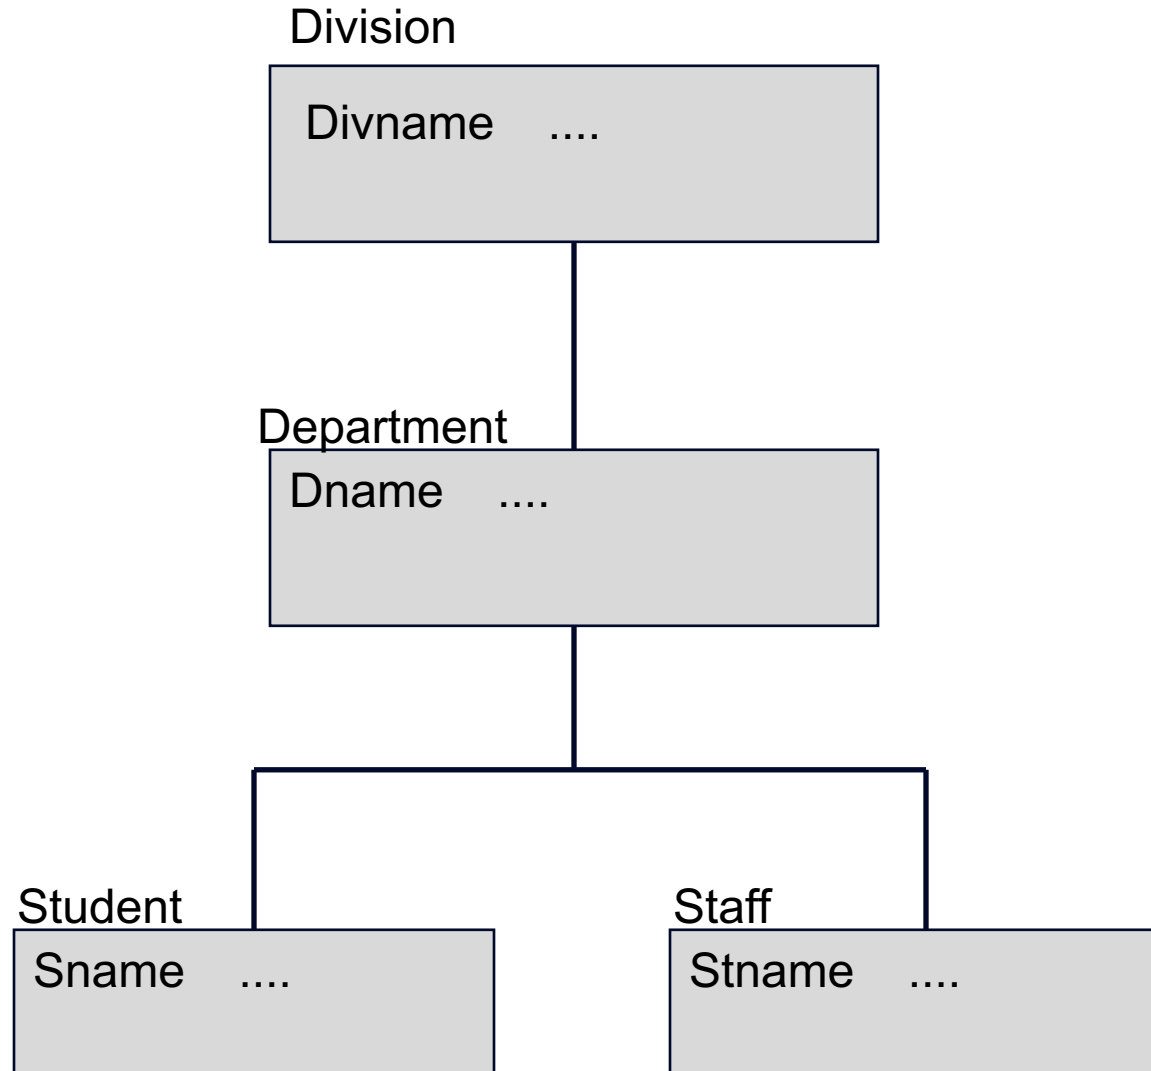 Division
Divname ....
Department
Dname ....
Student
Sname ....
Staff
Stname ....